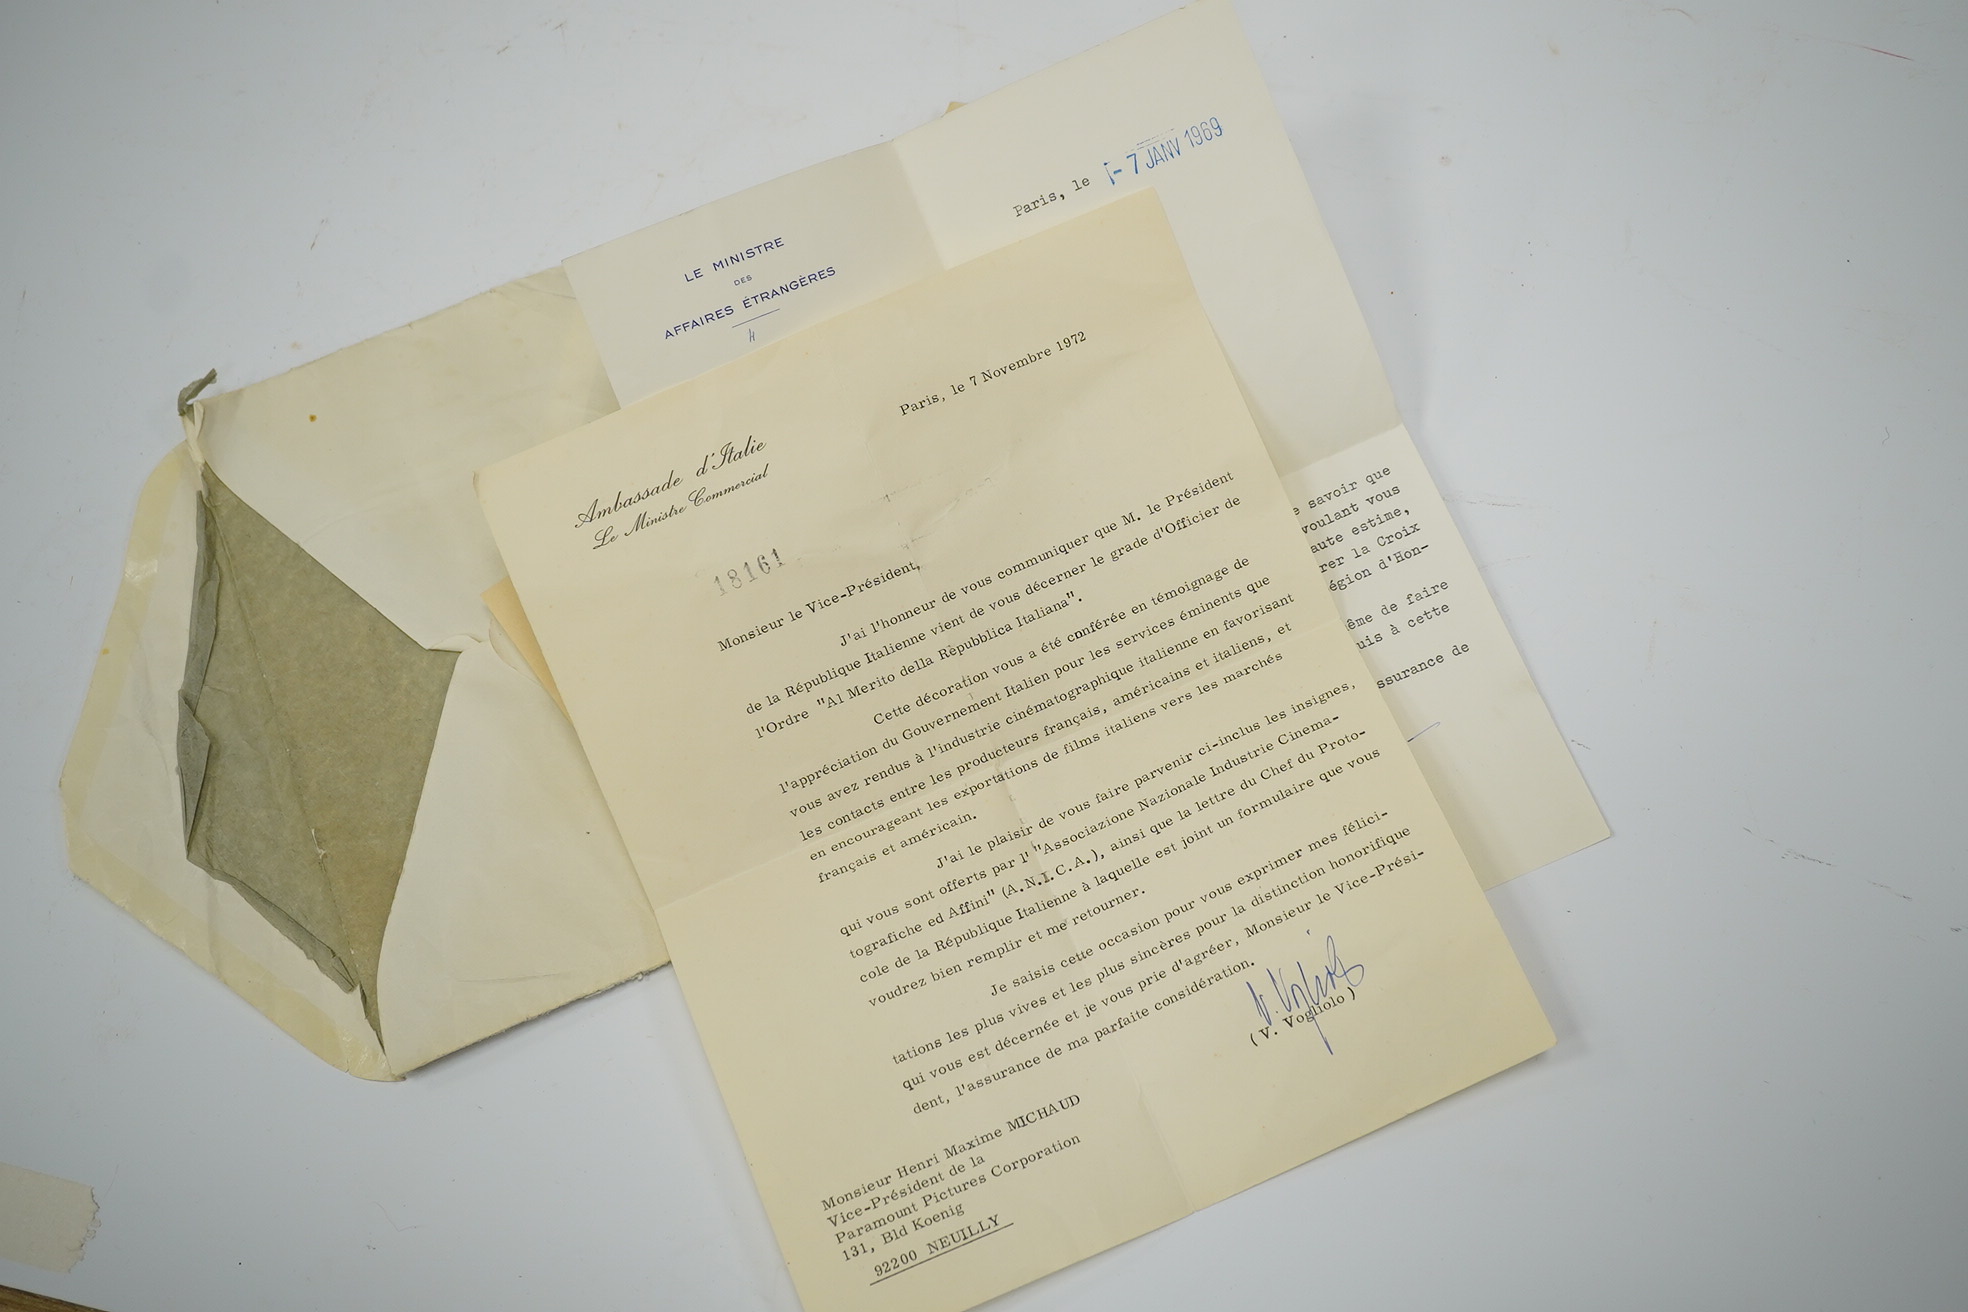 Paris, le - 7 JANV 1969
LE MINISTRE
DES
AFFAIRES ÉTRANGÈRES
savoir que
voulant vous
aute estime,
rer la Croix
égion d'Hon-
ême de faire
uis à cette
ssurance de
Paris, le 7 Novembre 1972
Ambassade d'Italie
Le Ministre Commercial
18161
Monsieur le Vice-Président,
J'ai l'honneur de vous communiquer que M. le Président
de la République Italienne vient de vous décerner le grade d'Officier de
l'Ordre "Al Merito della Repubblica Italiana".
Cette décoration vous a été conférée en témoignage de
l'appréciation du Gouvernement Italien pour les services éminents que
vous avez rendus à l'industrie cinématographique italienne en favorisant
les contacts entre les producteurs français, américains et italiens, et
en encourageant les exportations de films italiens vers les marchés
français et américain.
J'ai le plaisir de vous faire parvenir ci-inclus les insignes,
qui vous sont offerts par l' "Associazione Nazionale Industrie Cinema-
tografiche ed Affini" (A.N.I.C.A.), ainsi que la lettre du Chef du Proto-
cole de la République Italienne à laquelle est joint un formulaire que vous
voudrez bien remplir et me retourner.
Je saisis cette occasion pour vous exprimer mes félici-
tations les plus vives et les plus sincères pour la distinction honorifique
qui vous est décernée et je vous prie d'agréer, Monsieur le Vice-Prési-
dent, l'assurance de ma parfaite considération.
V. Vogliolo
(V. Vogliolo)
Monsieur Henri Maxime MICHAUD
Vice-Président de la
Paramount Pictures Corporation
131, Bld Koenig
92200 NEUILLY